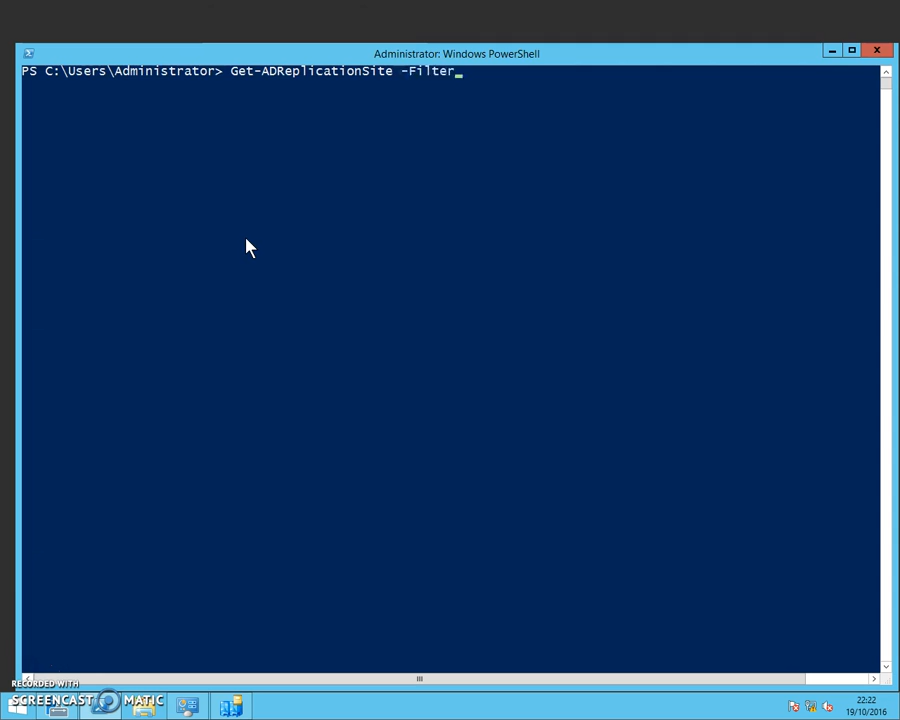 Administrator: Windows PowerShell
PS C:\Users\Administrator> Get-ADReplicationSite -Filter
RECORDED WITH
SCREENCAST MATIC
22:22
19/10/2016